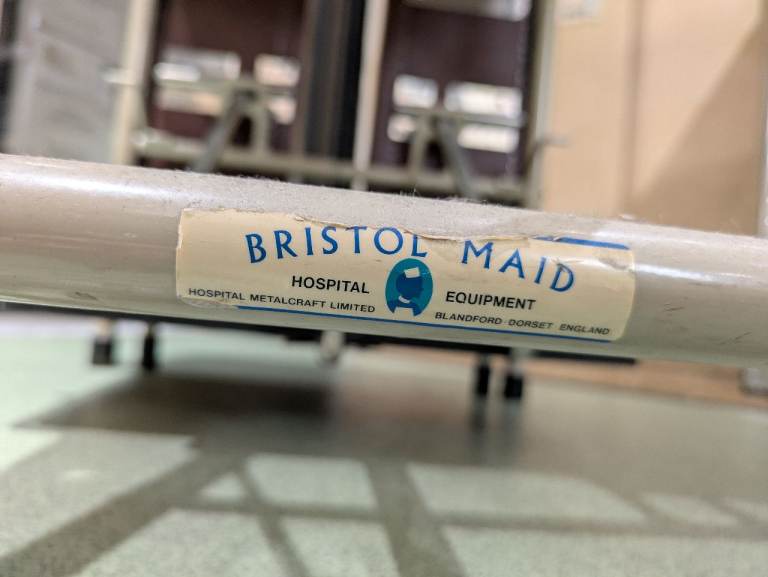 BRISTOL MAID
HOSPITAL EQUIPMENT
HOSPITAL METALCRAFT LIMITED BLANDFORD·DORSET ENGLAND